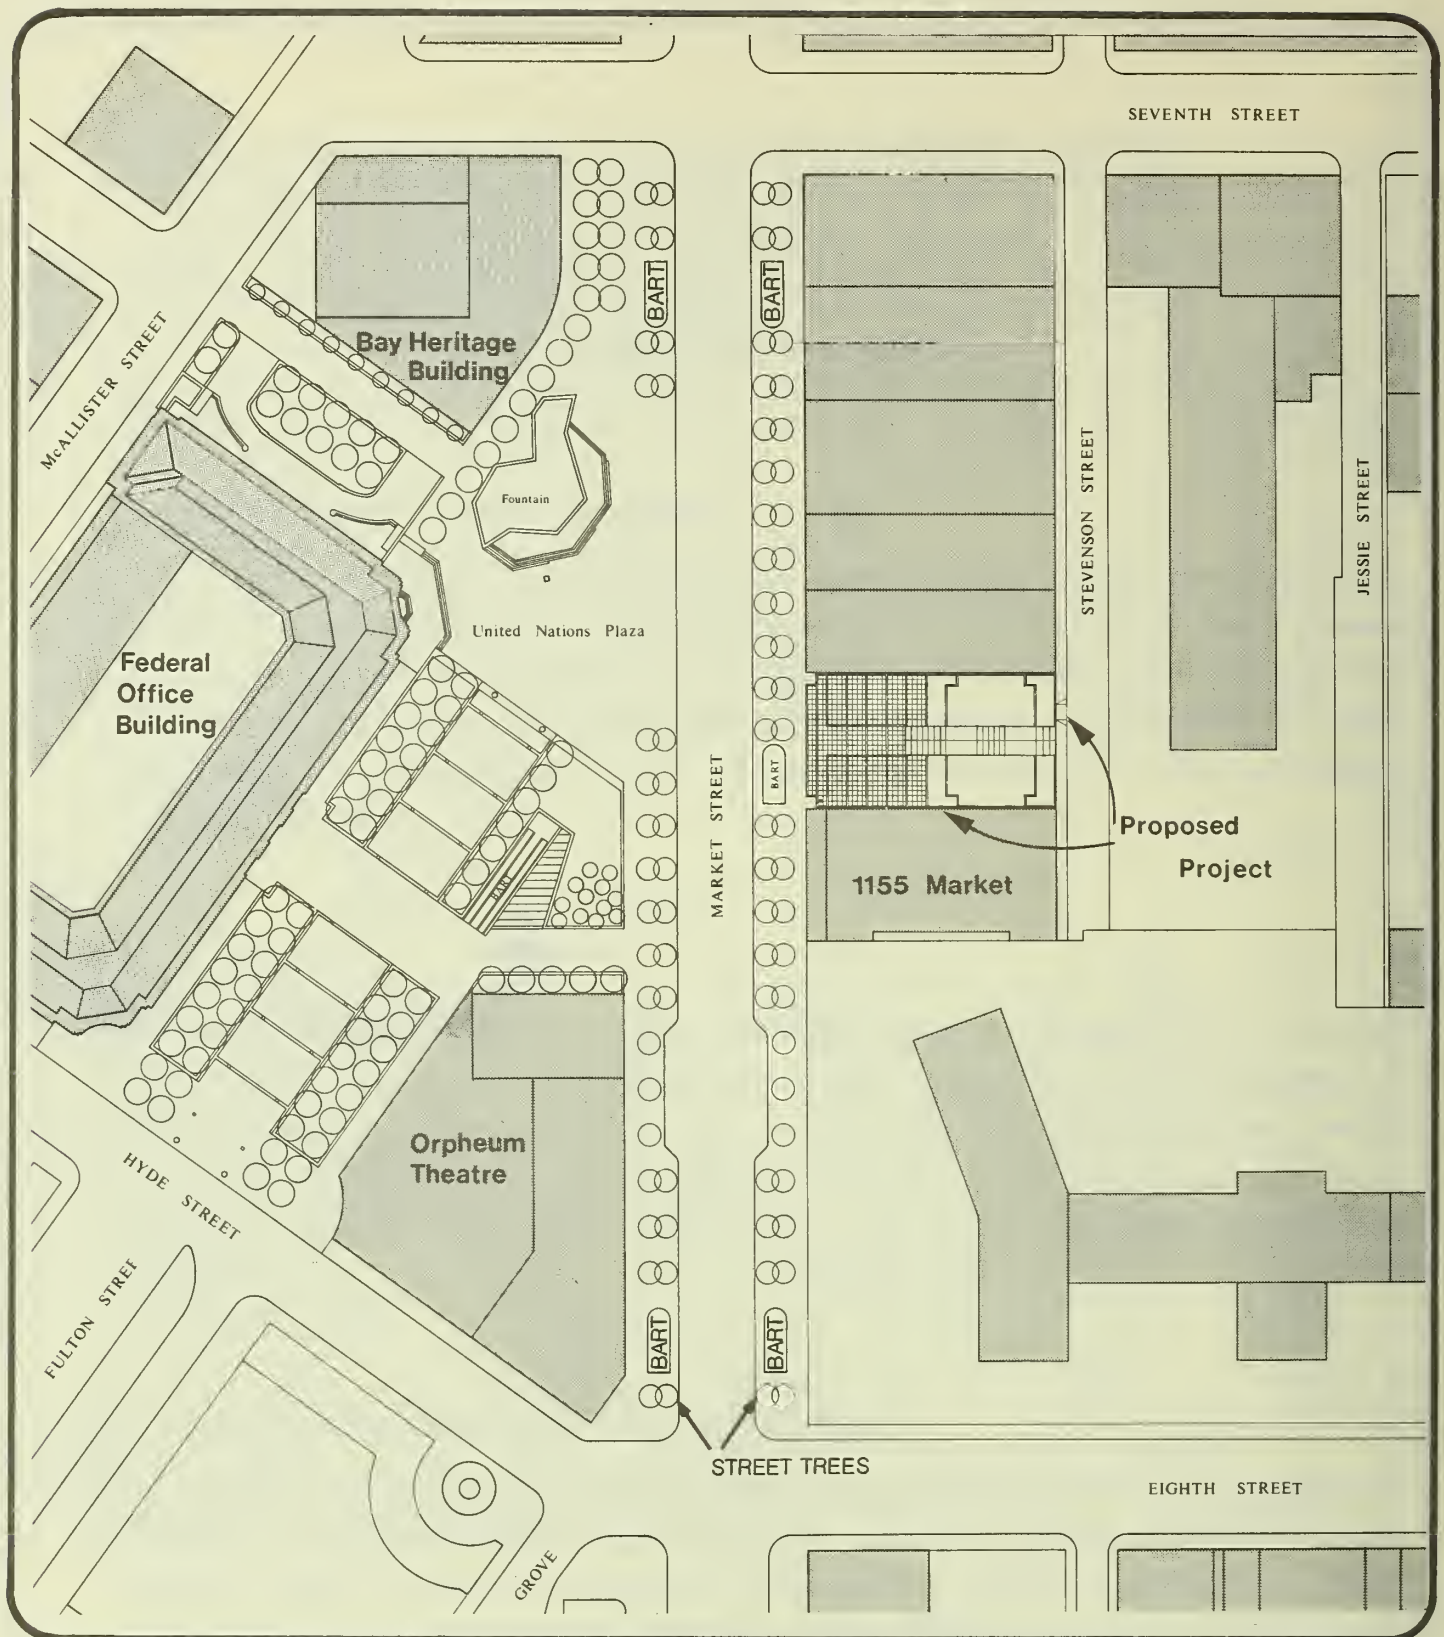 SEVENTH STREET
BART
BART
McALLISTER STREET
Bay Heritage
Building
Fountain
STEVENSON STREET
JESSIE STREET
United Nations Plaza
Federal
Office
Building
MARKET STREET
BART
BART
Proposed
Project
1155 Market
Orpheum
Theatre
HYDE STREET
FULTON STREE
BART
BART
STREET TREES
EIGHTH STREET
GROVE